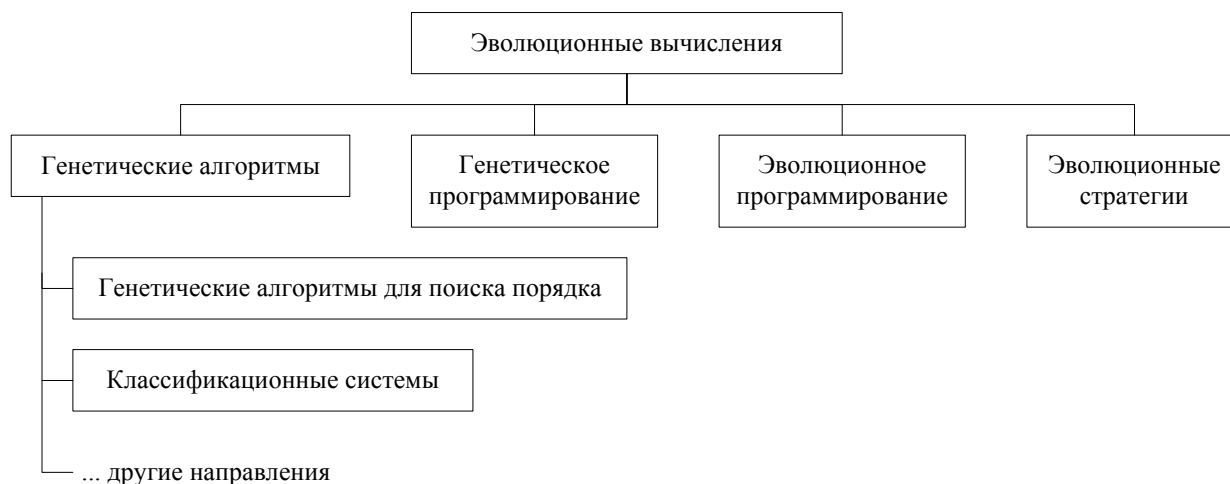 Эволюционные вычисления
Генетические алгоритмы
Генетическое
программирование
Эволюционное
программирование
Эволюционные
стратегии
Генетические алгоритмы для поиска порядка
Классификационные системы
... другие направления